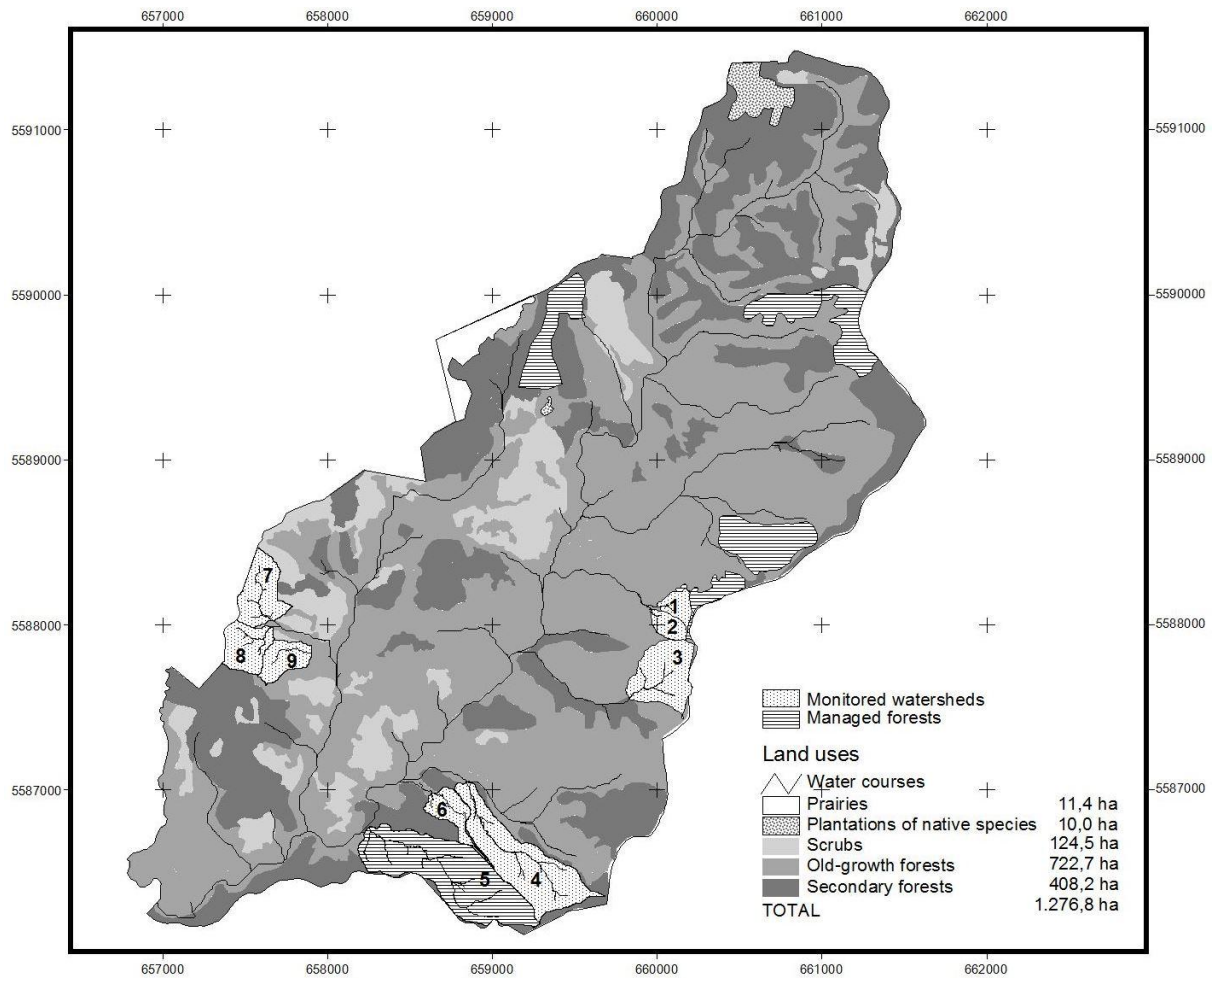 657000 658000 659000 660000 661000 662000
5591000 5591000
5590000 5590000
5589000 5589000
7
1
5588000 2 5588000
8 9 3
Monitored watersheds
Managed forests
Land uses
Water courses
5587000 5587000
6
Prairies 11,4 ha
Plantations of native species 10,0 ha
Scrubs 124,5 ha
Old-growth forests 722,7 ha
5 4
Secondary forests 408,2 ha
TOTAL 1.276,8 ha
657000 658000 659000 660000 661000 662000